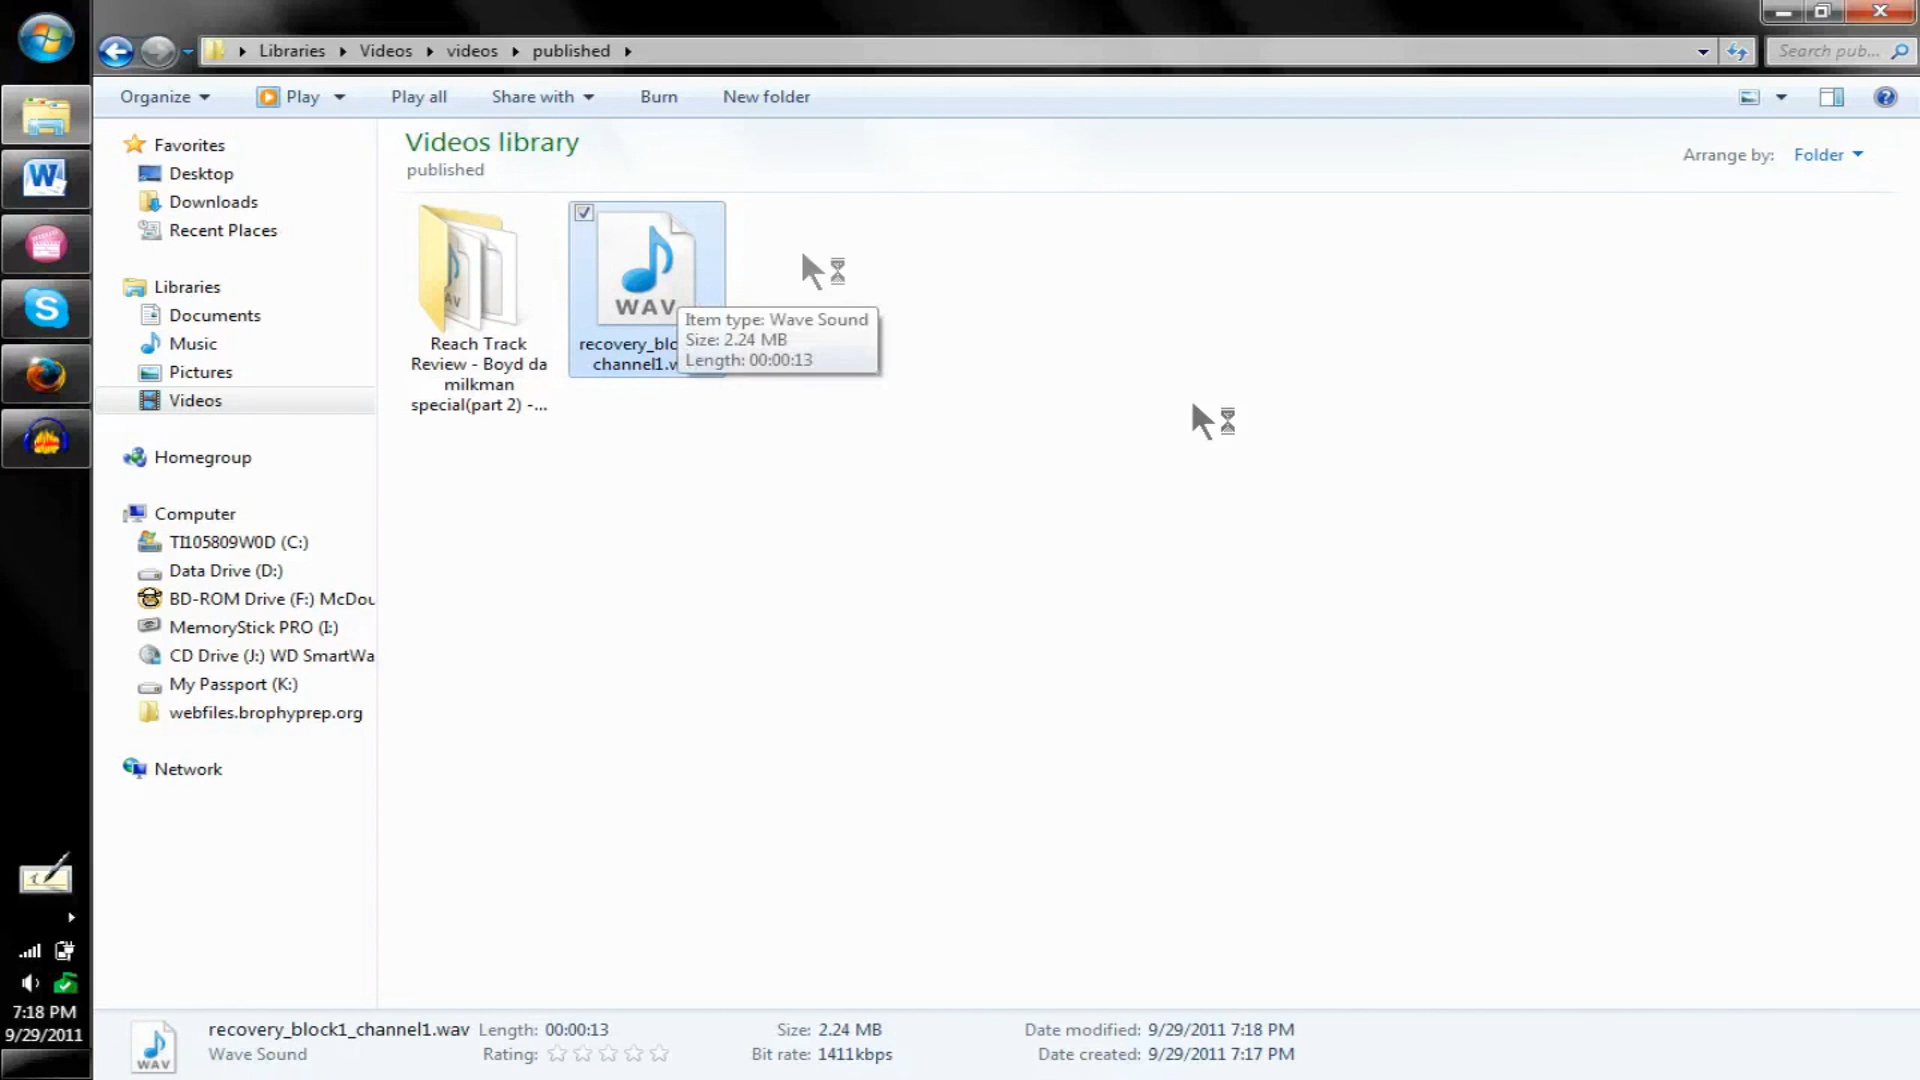 Libraries Videos videos published
Search pub...
Organize Play Play all Share with Burn New folder
Favorites
Desktop
Downloads
Recent Places
Libraries
Documents
Music
Pictures
Videos
Homegroup
Computer
TI105809W0D (C:)
Data Drive (D:)
BD-ROM Drive (F:) McDou
MemoryStick PRO (I:)
CD Drive (J:) WD SmartWa
My Passport (K:)
webfiles.brophyprep.org
Network
Videos library
published
Arrange by: Folder
WAV
Reach Track
Review - Boyd da
milkman
special(part 2) -...
WAV
recovery_blo
channel1.w
Item type: Wave Sound
Size: 2.24 MB
Length: 00:00:13
W
S
7:18 PM
9/29/2011
WAV
recovery_block1_channel1.wav Length: 00:00:13 Size: 2.24 MB Date modified: 9/29/2011 7:18 PM
Wave Sound Rating: Bit rate: 1411kbps Date created: 9/29/2011 7:17 PM